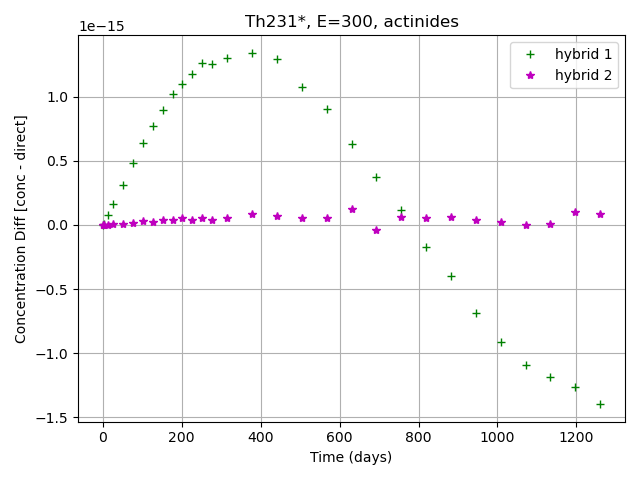 Th231*, E=300, actinides
1e−15
hybrid 1
hybrid 2
1.0
0.5
0.0
−0.5
−1.0
−1.5
Concentration Diff [conc - direct]
0 200 400 600 800 1000 1200
Time (days)